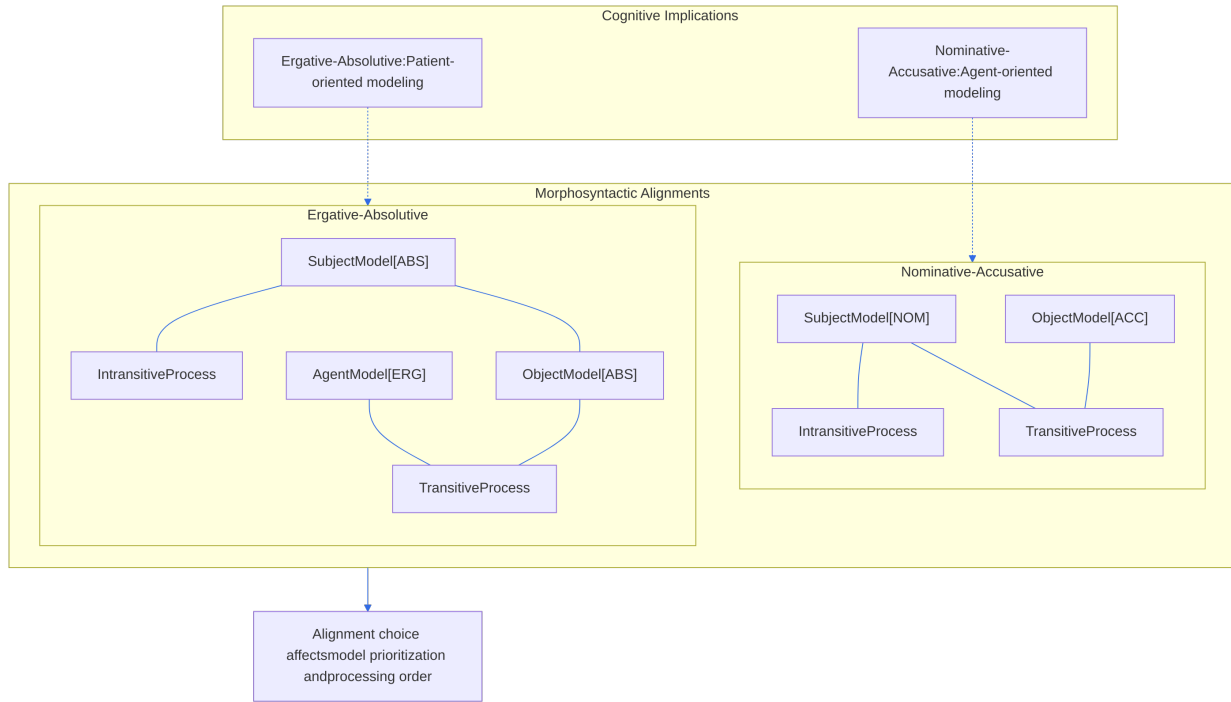 Cognitive Implications
Ergative-Absolutive:Patient-
oriented modeling
Nominative-
Accusative:Agent-oriented
modeling
Morphosyntactic Alignments
Ergative-Absolutive
SubjectModel[ABS]
IntransitiveProcess
AgentModel[ERG]
ObjectModel[ABS]
TransitiveProcess
Nominative-Accusative
SubjectModel[NOM]
ObjectModel[ACC]
IntransitiveProcess
TransitiveProcess
Alignment choice
affectsmodel prioritization
andprocessing order